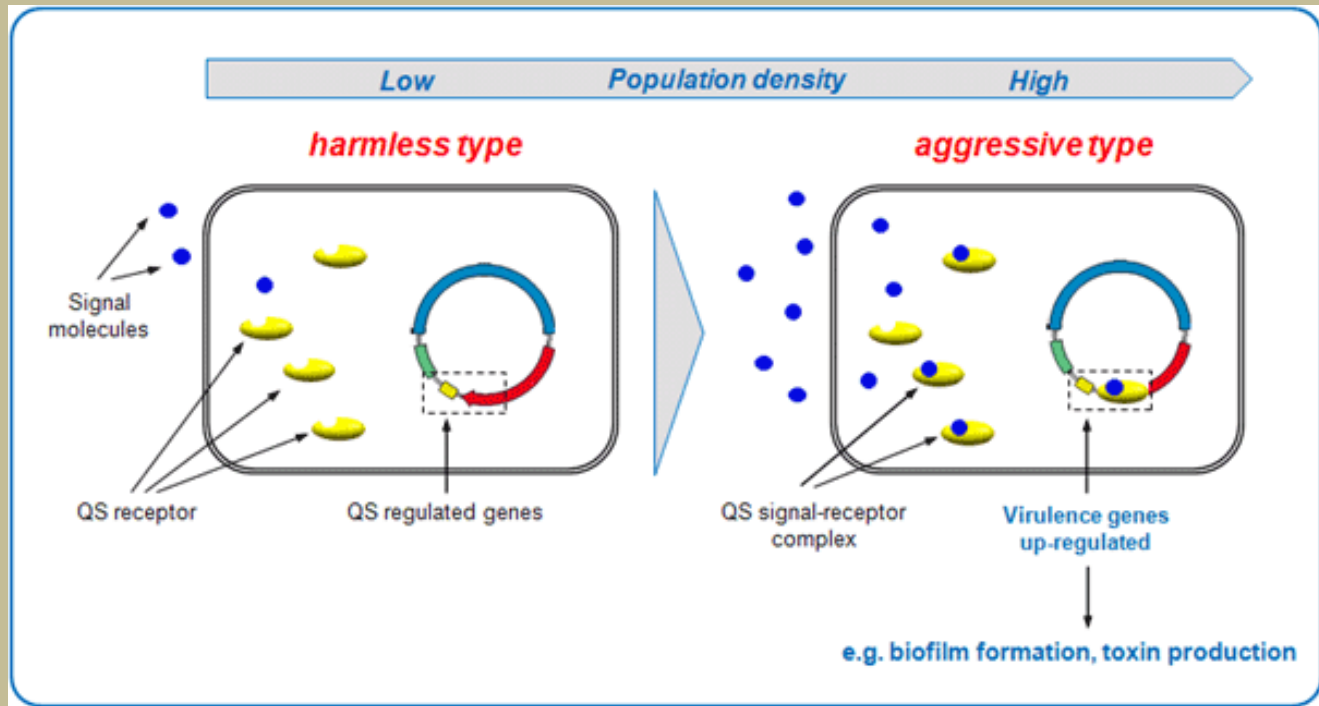 Low Population density High
harmless type
aggressive type
Signal
molecules
QS receptor
QS regulated genes
QS signal-receptor
complex
Virulence genes
up-regulated
e.g. biofilm formation, toxin production